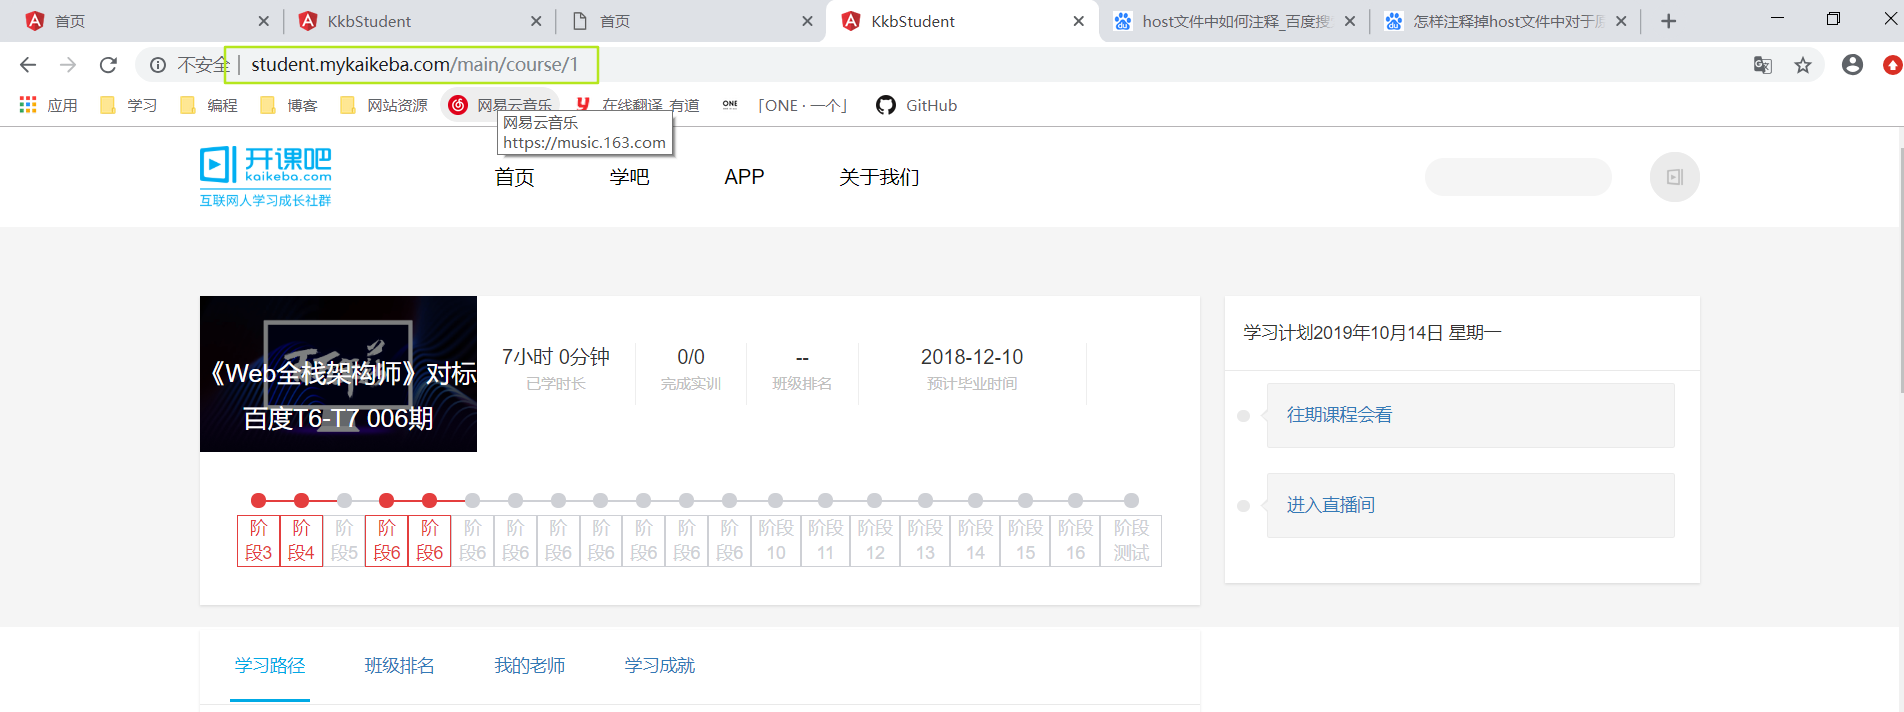 首页
KkbStudent
首页
KkbStudent
host文件中如何注释_百度搜
怎样注释掉host文件中对于
不安全 | student.mykaikeba.com/main/course/1
应用 学习 编程 博客 网站资源 网易云音乐 在线翻译_有道 ONE 「ONE · 一个」 GitHub
网易云音乐
https://music.163.com
开课吧
kaikeba.com
互联网人学习成长社群
首页 学吧 APP 关于我们
《Web全栈架构师》对标
百度T6-T7 006期
7小时 0分钟
已学时长
0/0
完成实训
--
班级排名
2018-12-10
预计毕业时间
学习计划2019年10月14日 星期一
往期课程会看
进入直播间
阶段3
阶段4
阶段5
阶段6
阶段6
阶段6
阶段6
阶段6
阶段6
阶段6
阶段6
阶段6
阶段10
阶段11
阶段12
阶段13
阶段14
阶段15
阶段16
阶段测试
学习路径 班级排名 我的老师 学习成就